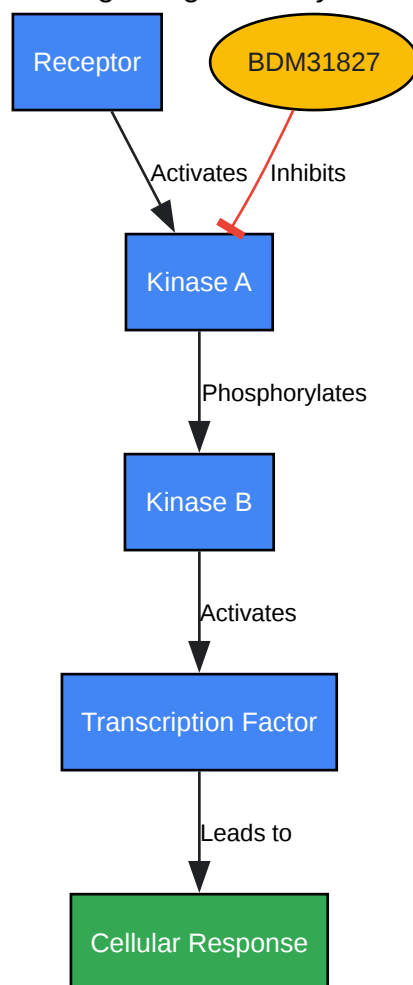 Receptor
BDM31827
Activates
Inhibits
Kinase A
Phosphorylates
Kinase B
Activates
Transcription Factor
Leads to
Cellular Response